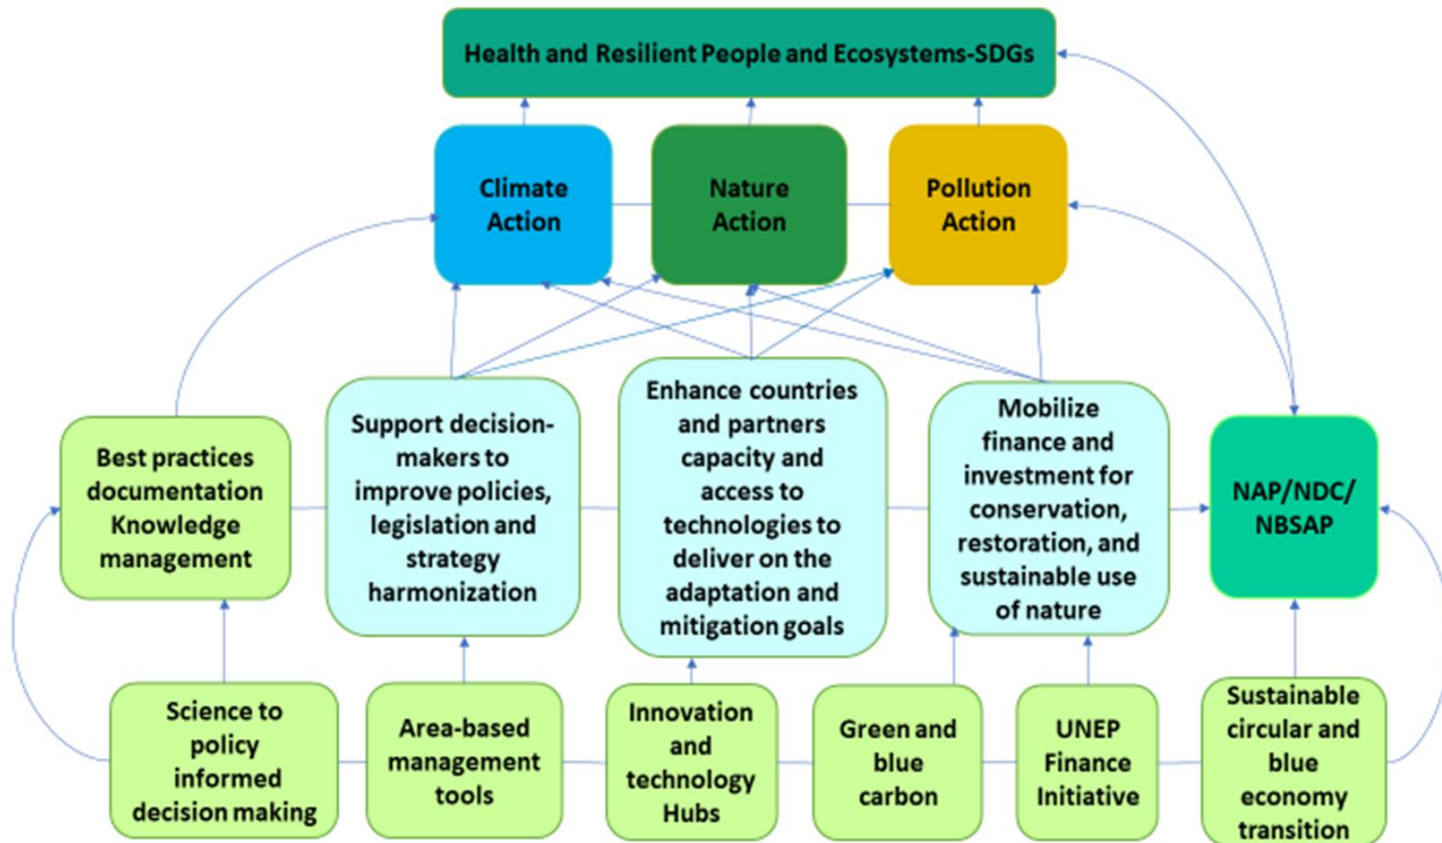 Health and Resilient People and Ecosystems-SDGs
Climate
Action
Nature
Action
Pollution
Action
Best practices
documentation
Knowledge
management
Support decision-
makers to
improve policies,
legislation and
strategy
harmonization
Enhance countries
and partners
capacity and
access to
technologies to
deliver on the
adaptation and
mitigation goals
Mobilize
finance and
investment for
conservation,
restoration, and
sustainable use
of nature
NAP/NDC/
NBSAP
Science to
policy
informed
decision making
Area-based
management
tools
Innovation
and
technology
Hubs
Green and
blue
carbon
UNEP
Finance
Initiative
Sustainable
circular and
blue
economy
transition